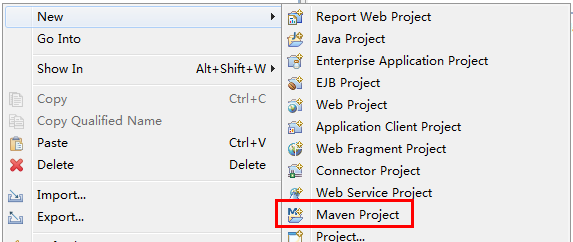 New
Go Into
Show In Alt+Shift+W
Copy Ctrl+C
Copy Qualified Name
Paste Ctrl+V
Delete Delete
Import...
Export...
Report Web Project
Java Project
Enterprise Application Project
EJB Project
Web Project
Application Client Project
Web Fragment Project
Connector Project
Web Service Project
Maven Project
Project...